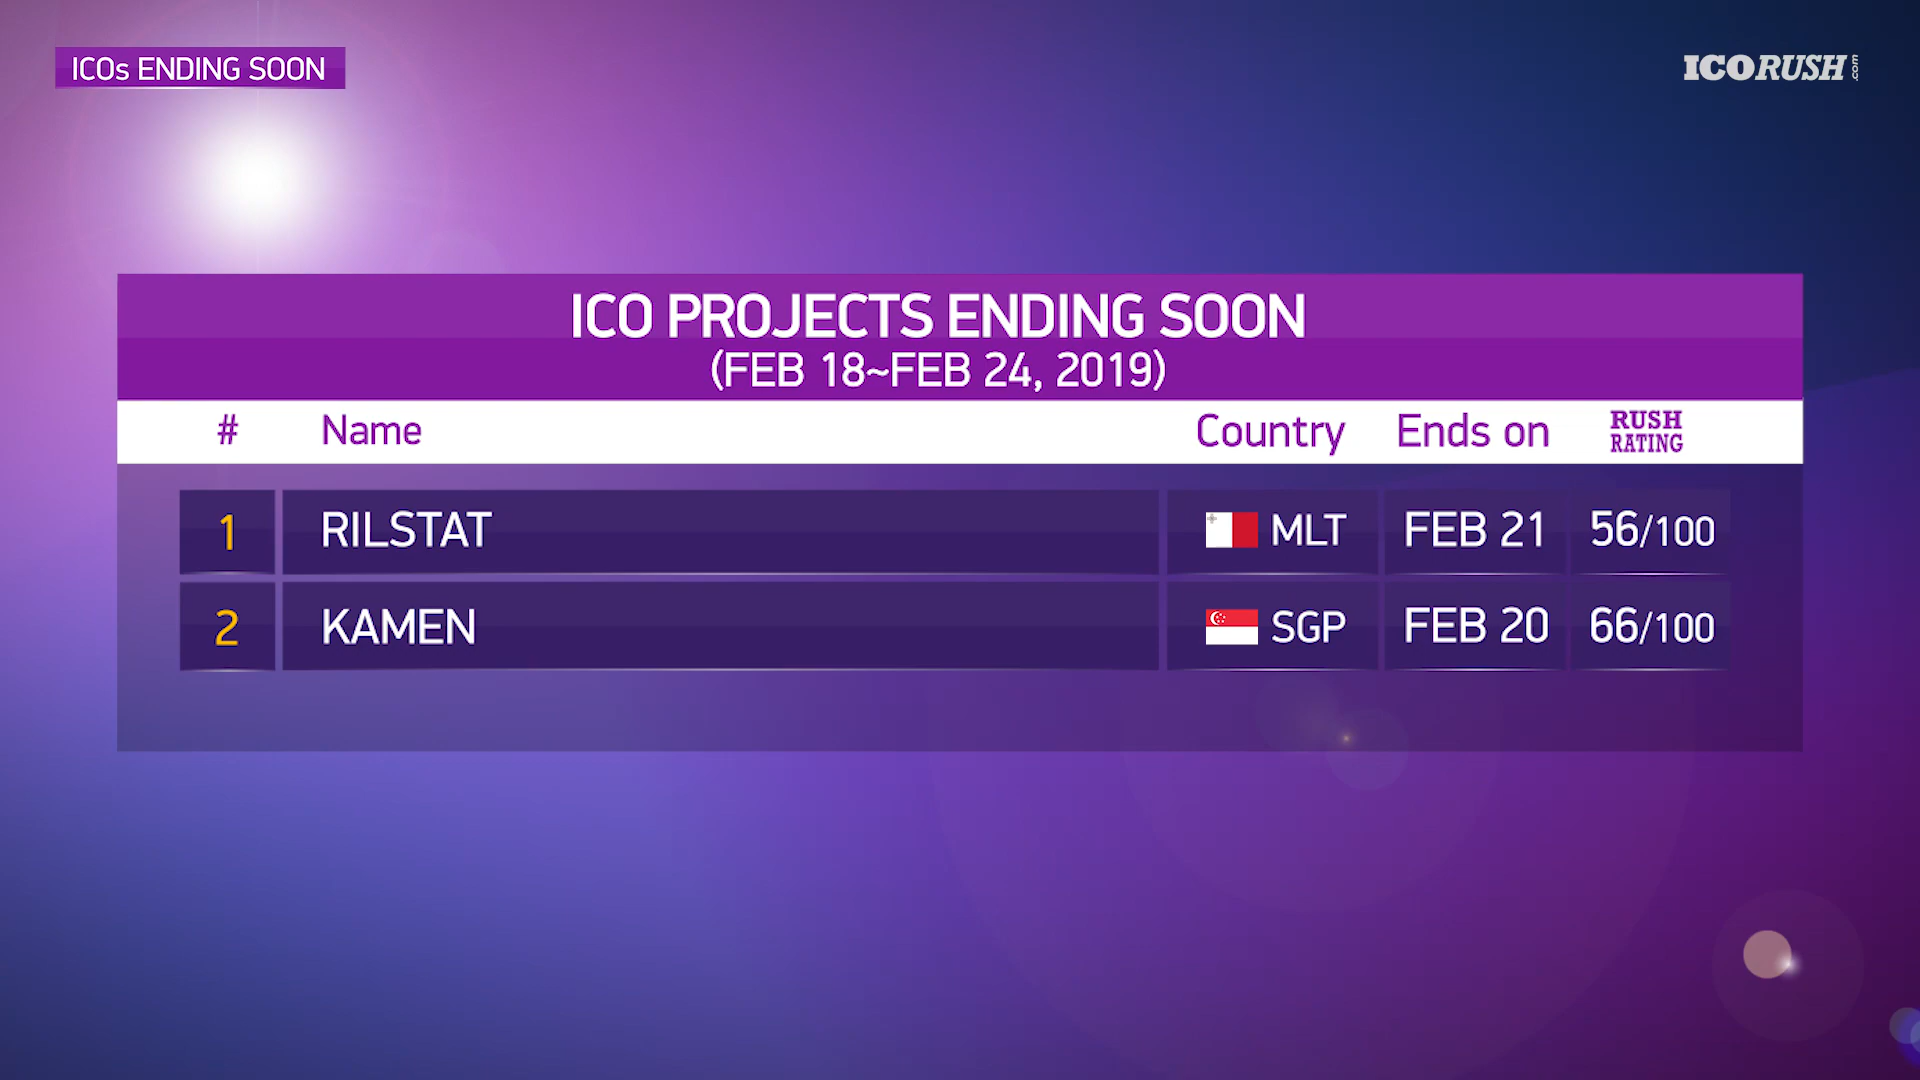 ICOs ENDING SOON
ICORUSH.com
ICO PROJECTS ENDING SOON
(FEB 18~FEB 24, 2019)
# Name Country Ends on RUSH RATING
1 RILSTAT MLT FEB 21 56/100
2 KAMEN SGP FEB 20 66/100